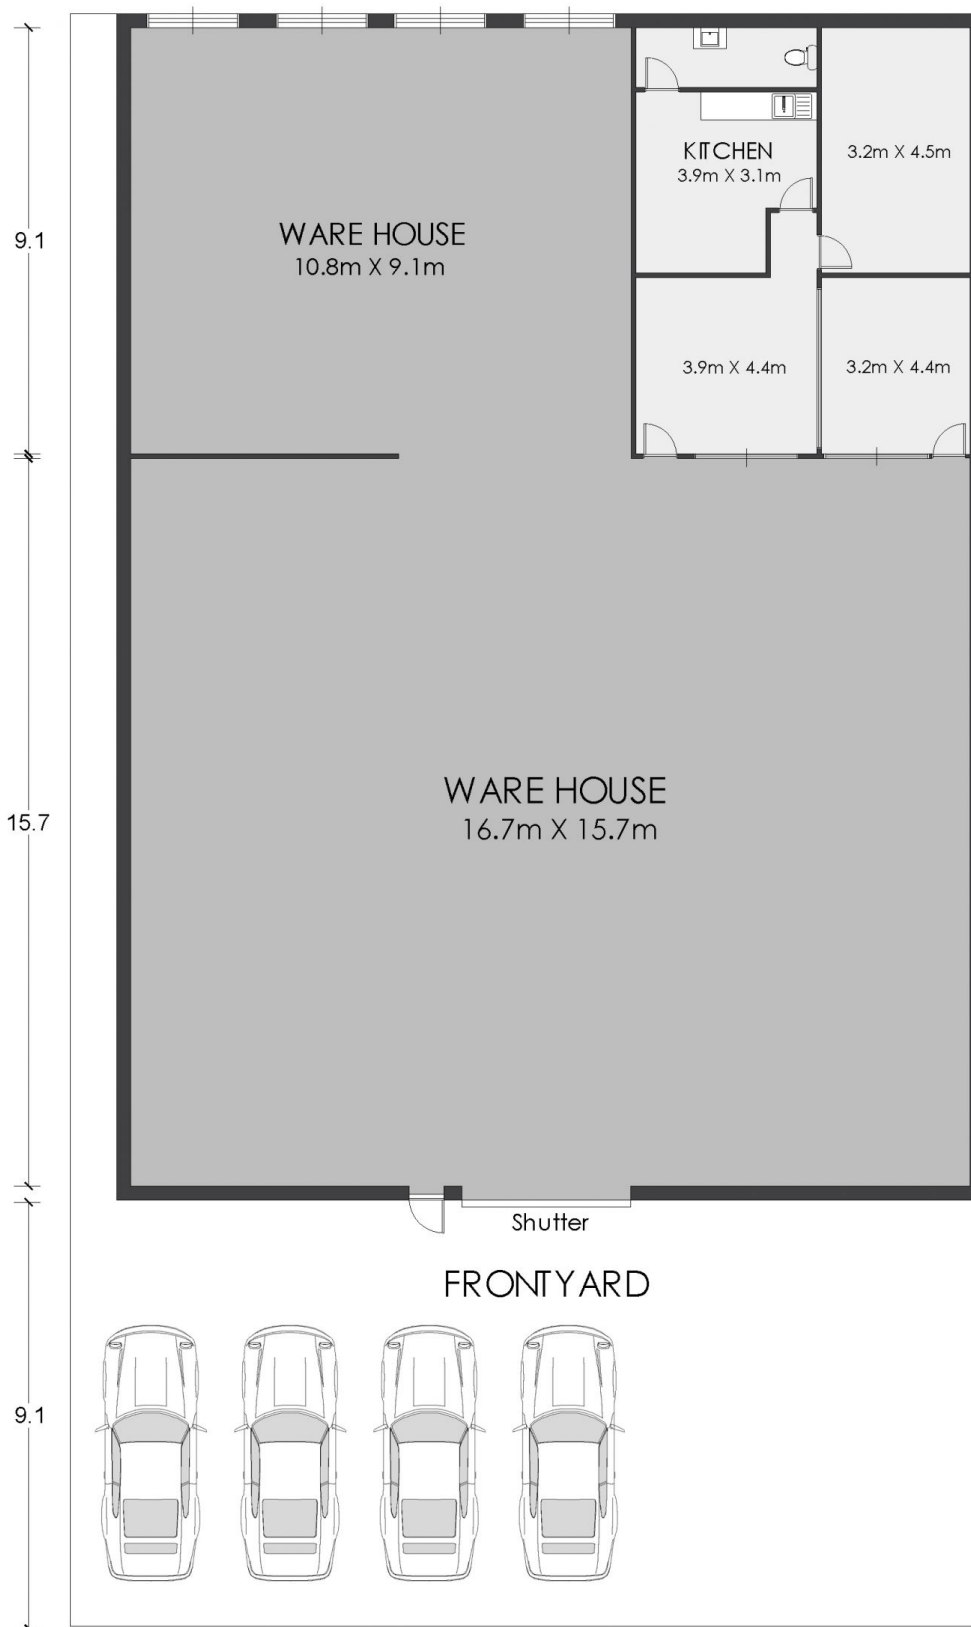 KITCHEN
3.9m X 3.1m
3.2m X 4.5m
WARE HOUSE
10.8m X 9.1m
9.1
3.9m X 4.4m
3.2m X 4.4m
WARE HOUSE
16.7m X 15.7m
15.7
Shutter
FRONTYARD
9.1